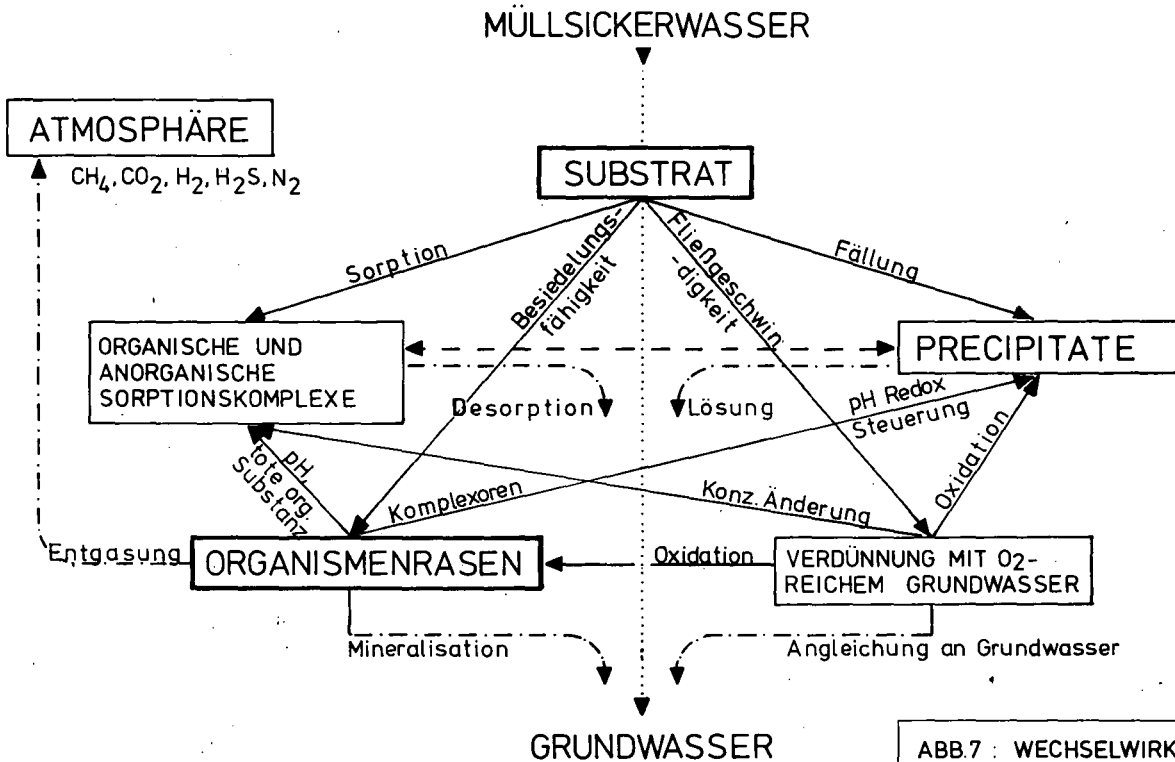 MÜLLSICKERWASSER
ATMOSPHÄRE
CH₄, CO₂, H₂, H₂S, N₂
SUBSTRAT
Sorption
Besiedelungs-
fähigkeit
Fließgeschwin
-digkeit
Fällung
ORGANISCHE UND
ANORGANISCHE
SORPTIONSKOMPLEXE
PRECIPITATE
Desorption
Lösung
pH Redox
Steuerung
pH,
tote org.
Substanz
Komplexoren
Konz. Änderung
Oxidation
Entgasung
ORGANISMENRASEN
Oxidation
VERDÜNNUNG MIT O₂-
REICHEM GRUNDWASSER
Mineralisation
Angleichung an Grundwasser
GRUNDWASSER
ABB.7 : WECHSELWIRK